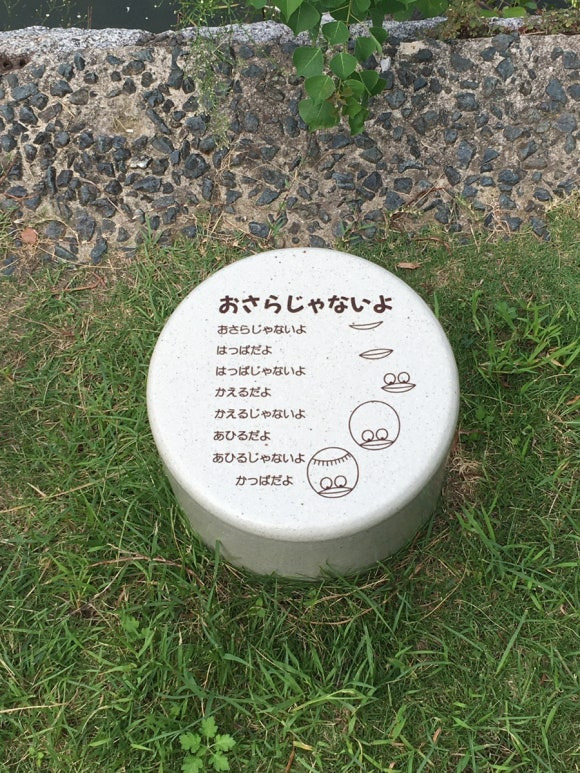 おさらじゃないよ
おさらじゃないよ
はっぱだよ
はっぱじゃないよ
かえるだよ
かえるじゃないよ
あひるだよ
あひるじゃないよ
かっぱだよ